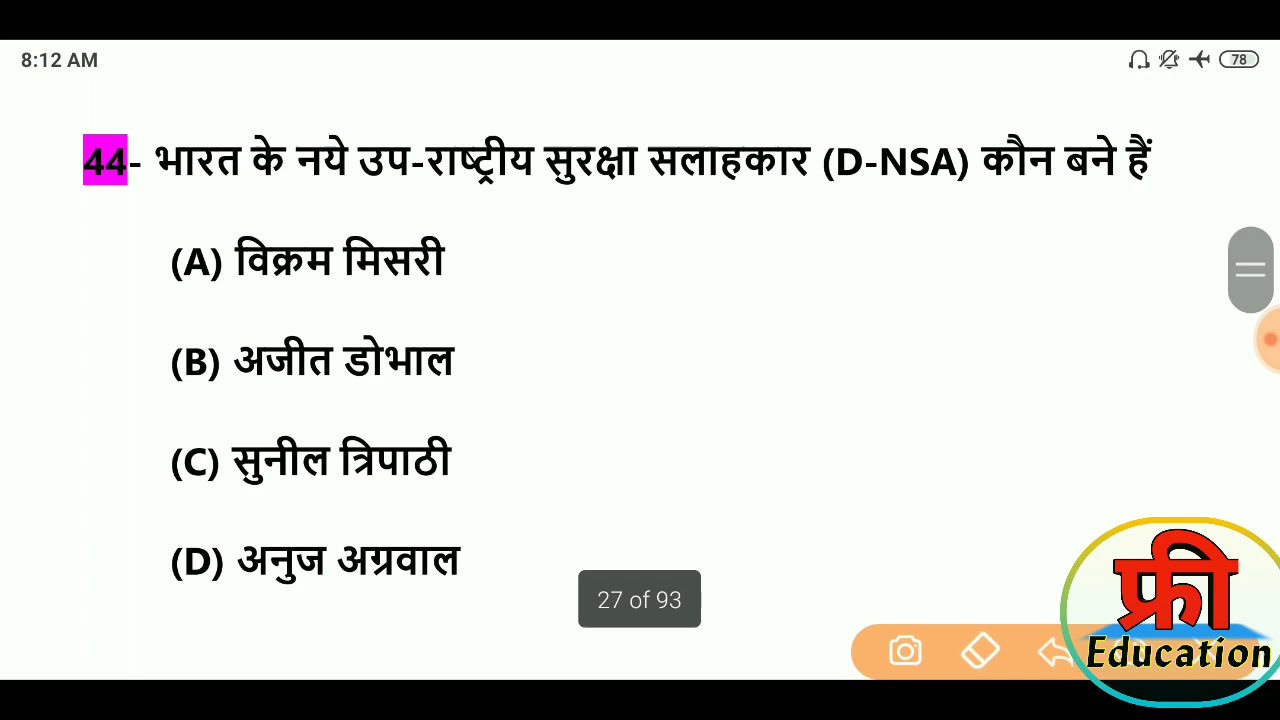 8:12 AM
78
44- भारत के नये उप-राष्ट्रीय सुरक्षा सलाहकार (D-NSA) कौन बने हैं
(A) विक्रम मिसरी
(B) अजीत डोभाल
(C) सुनील त्रिपाठी
(D) अनुज अग्रवाल
27 of 93
फ्री
Education